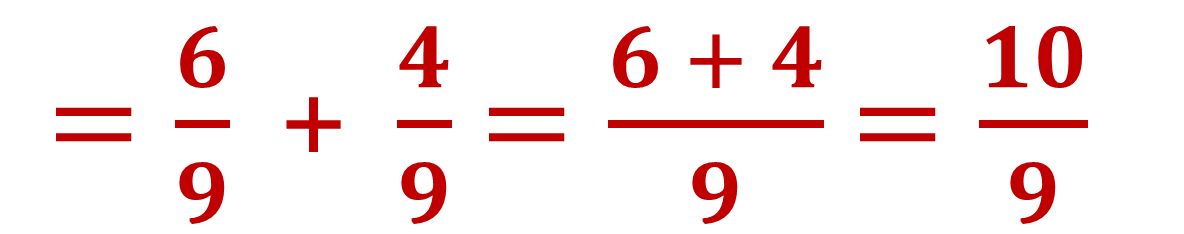 = 6/9 + 4/9 = (6 + 4)/9 = 10/9